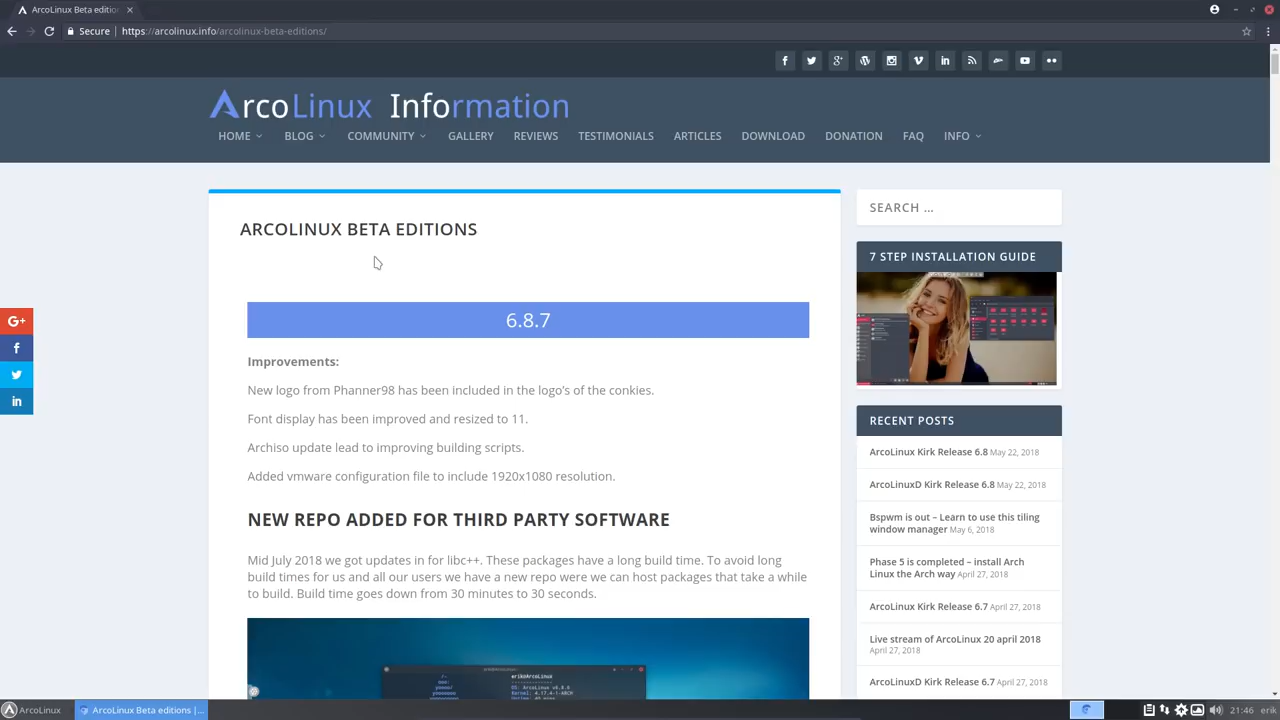 ArcoLinux Beta edition
Secure
https://arcolinux.info/arcolinux-beta-editions/
ArcoLinux Information
HOME
BLOG
COMMUNITY
GALLERY
REVIEWS
TESTIMONIALS
ARTICLES
DOWNLOAD
DONATION
FAQ
INFO
ARCOLINUX BETA EDITIONS
6.8.7
Improvements:
New logo from Phanner98 has been included in the logo's of the conkies.
Font display has been improved and resized to 11.
Archiso update lead to improving building scripts.
Added vmware configuration file to include 1920x1080 resolution.
NEW REPO ADDED FOR THIRD PARTY SOFTWARE
Mid July 2018 we got updates in for libc++. These packages have a long build time. To avoid long
build times for us and all our users we have a new repo were we can host packages that take a while
to build. Build time goes down from 30 minutes to 30 seconds.
SEARCH …
7 STEP INSTALLATION GUIDE
RECENT POSTS
ArcoLinux Kirk Release 6.8 May 22, 2018
ArcoLinuxD Kirk Release 6.8 May 22, 2018
Bspwm is out – Learn to use this tiling
window manager May 6, 2018
Phase 5 is completed – install Arch
Linux the Arch way April 27, 2018
ArcoLinux Kirk Release 6.7 April 27, 2018
Live stream of ArcoLinux 20 april 2018
April 27, 2018
ArcoLinuxD Kirk Release 6.7 April 27, 2018
G+
f
in
ArcoLinux
ArcoLinux Beta editions |...
21:46
erik